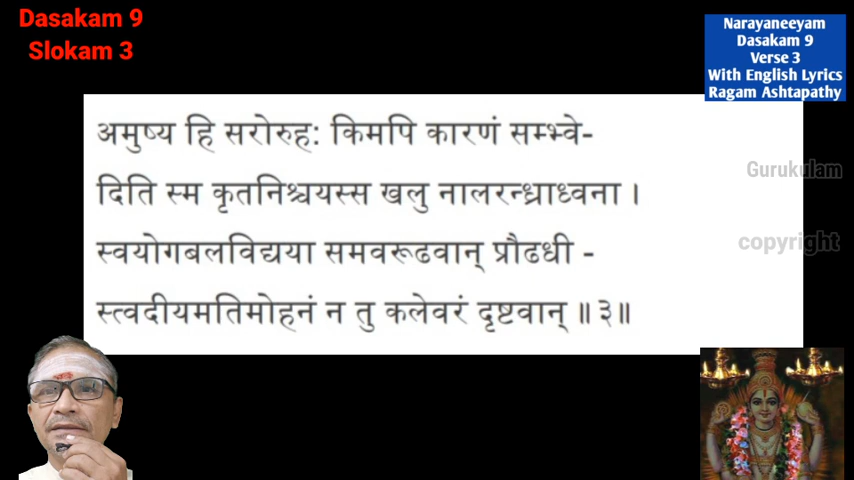 Dasakam 9
Slokam 3
Narayaneeyam
Dasakam 9
Verse 3
With English Lyrics
Ragam Ashtapathy
अमुष्य हि सरोरुह: किमपि कारणं सम्भ्वे-
दिति स्म कृतनिश्चयस्स खलु नालरन्ध्राध्वना ।
स्वयोगबलविद्यया समवरूढवान् प्रौढधी -
स्त्वदीयमतिमोहनं न तु कलेवरं दृष्टवान् ॥ ३॥
Gurukulam
copyright